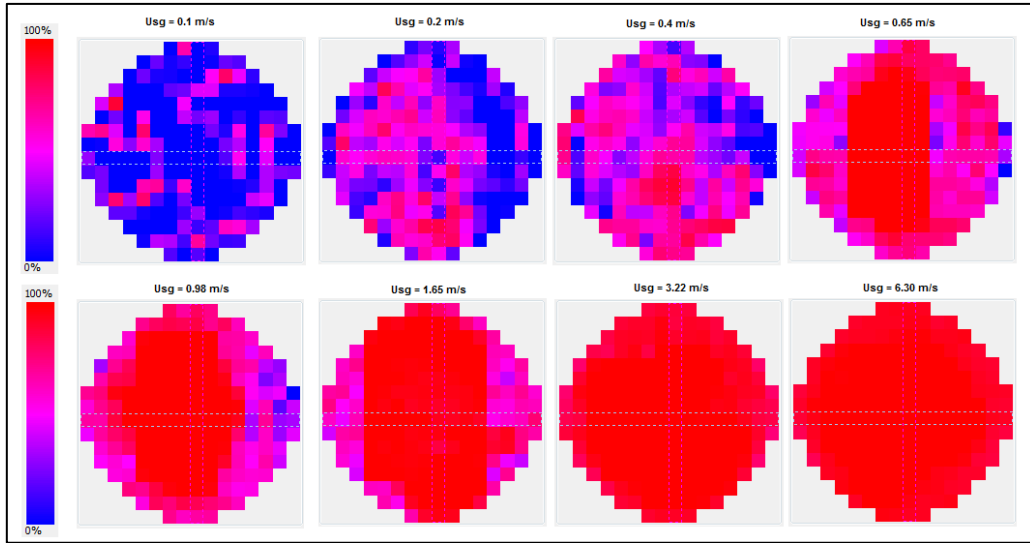 100%
Usg = 0.1 m/s
Usg = 0.2 m/s
Usg = 0.4 m/s
Usg = 0.65 m/s
0%
100%
Usg = 0.98 m/s
Usg = 1.65 m/s
Usg = 3.22 m/s
Usg = 6.30 m/s
0%